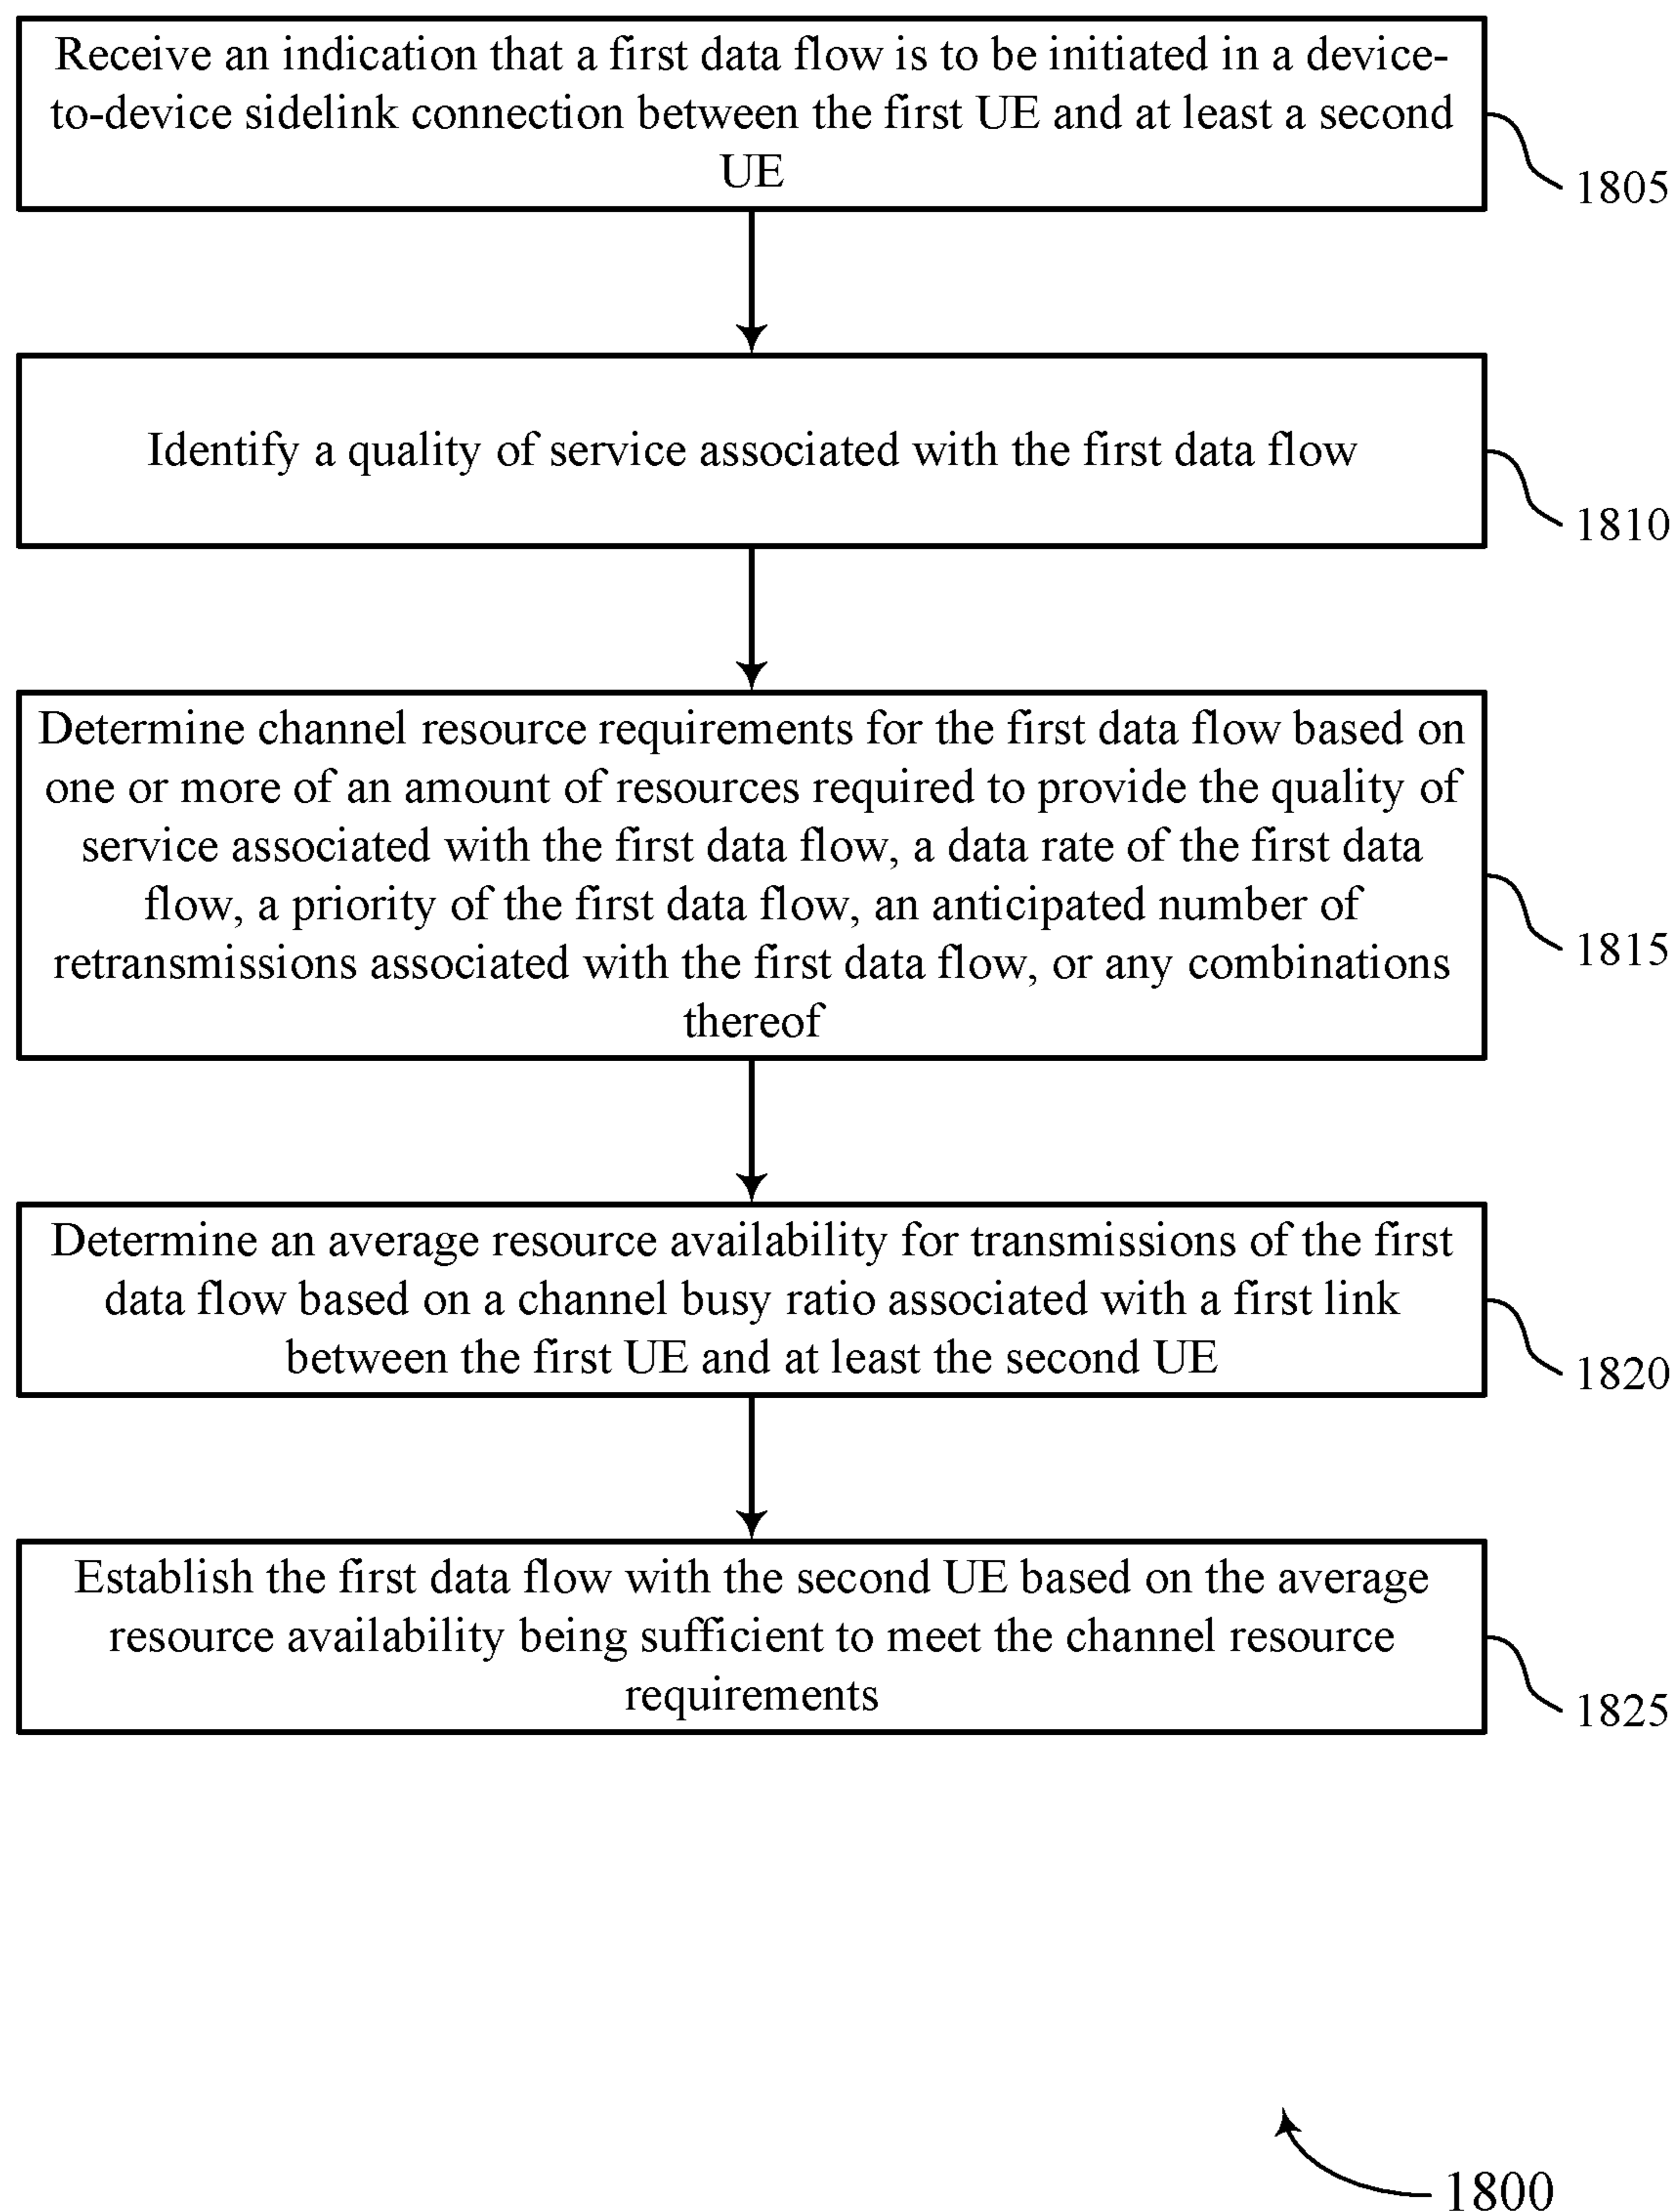 Receive an indication that a first data flow is to be initiated in a device-
to-device sidelink connection between the first UE and at least a second
UE
1805
Identify a quality of service associated with the first data flow
1810
Determine channel resource requirements for the first data flow based on
one or more of an amount of resources required to provide the quality of
service associated with the first data flow, a data rate of the first data
flow, a priority of the first data flow, an anticipated number of
retransmissions associated with the first data flow, or any combinations
thereof
1815
Determine an average resource availability for transmissions of the first
data flow based on a channel busy ratio associated with a first link
between the first UE and at least the second UE
1820
Establish the first data flow with the second UE based on the average
resource availability being sufficient to meet the channel resource
requirements
1825
1800